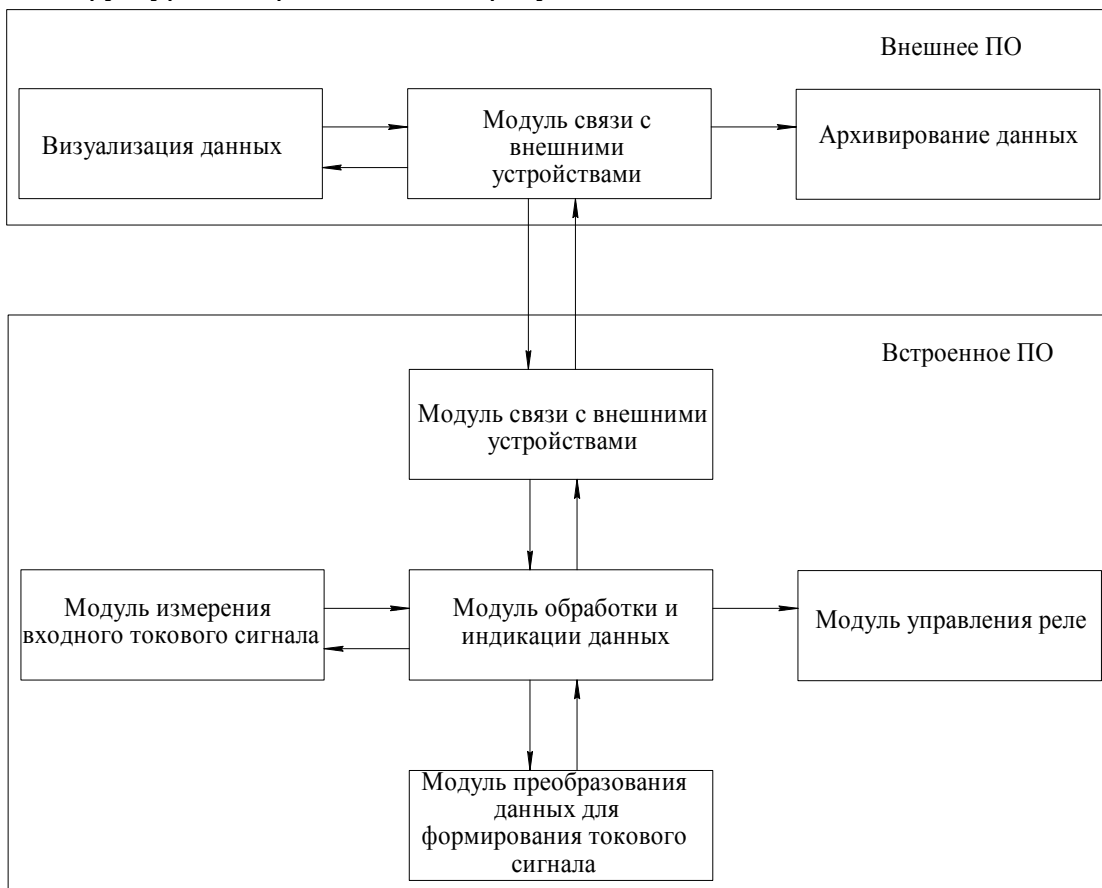 Внешнее ПО
Визуализация данных
Модуль связи с
внешними
устройствами
Архивирование данных
Встроенное ПО
Модуль связи с внешними
устройствами
Модуль измерения
входного токового сигнала
Модуль обработки и
индикации данных
Модуль управления реле
Модуль преобразования
данных для
формирования токового
сигнала